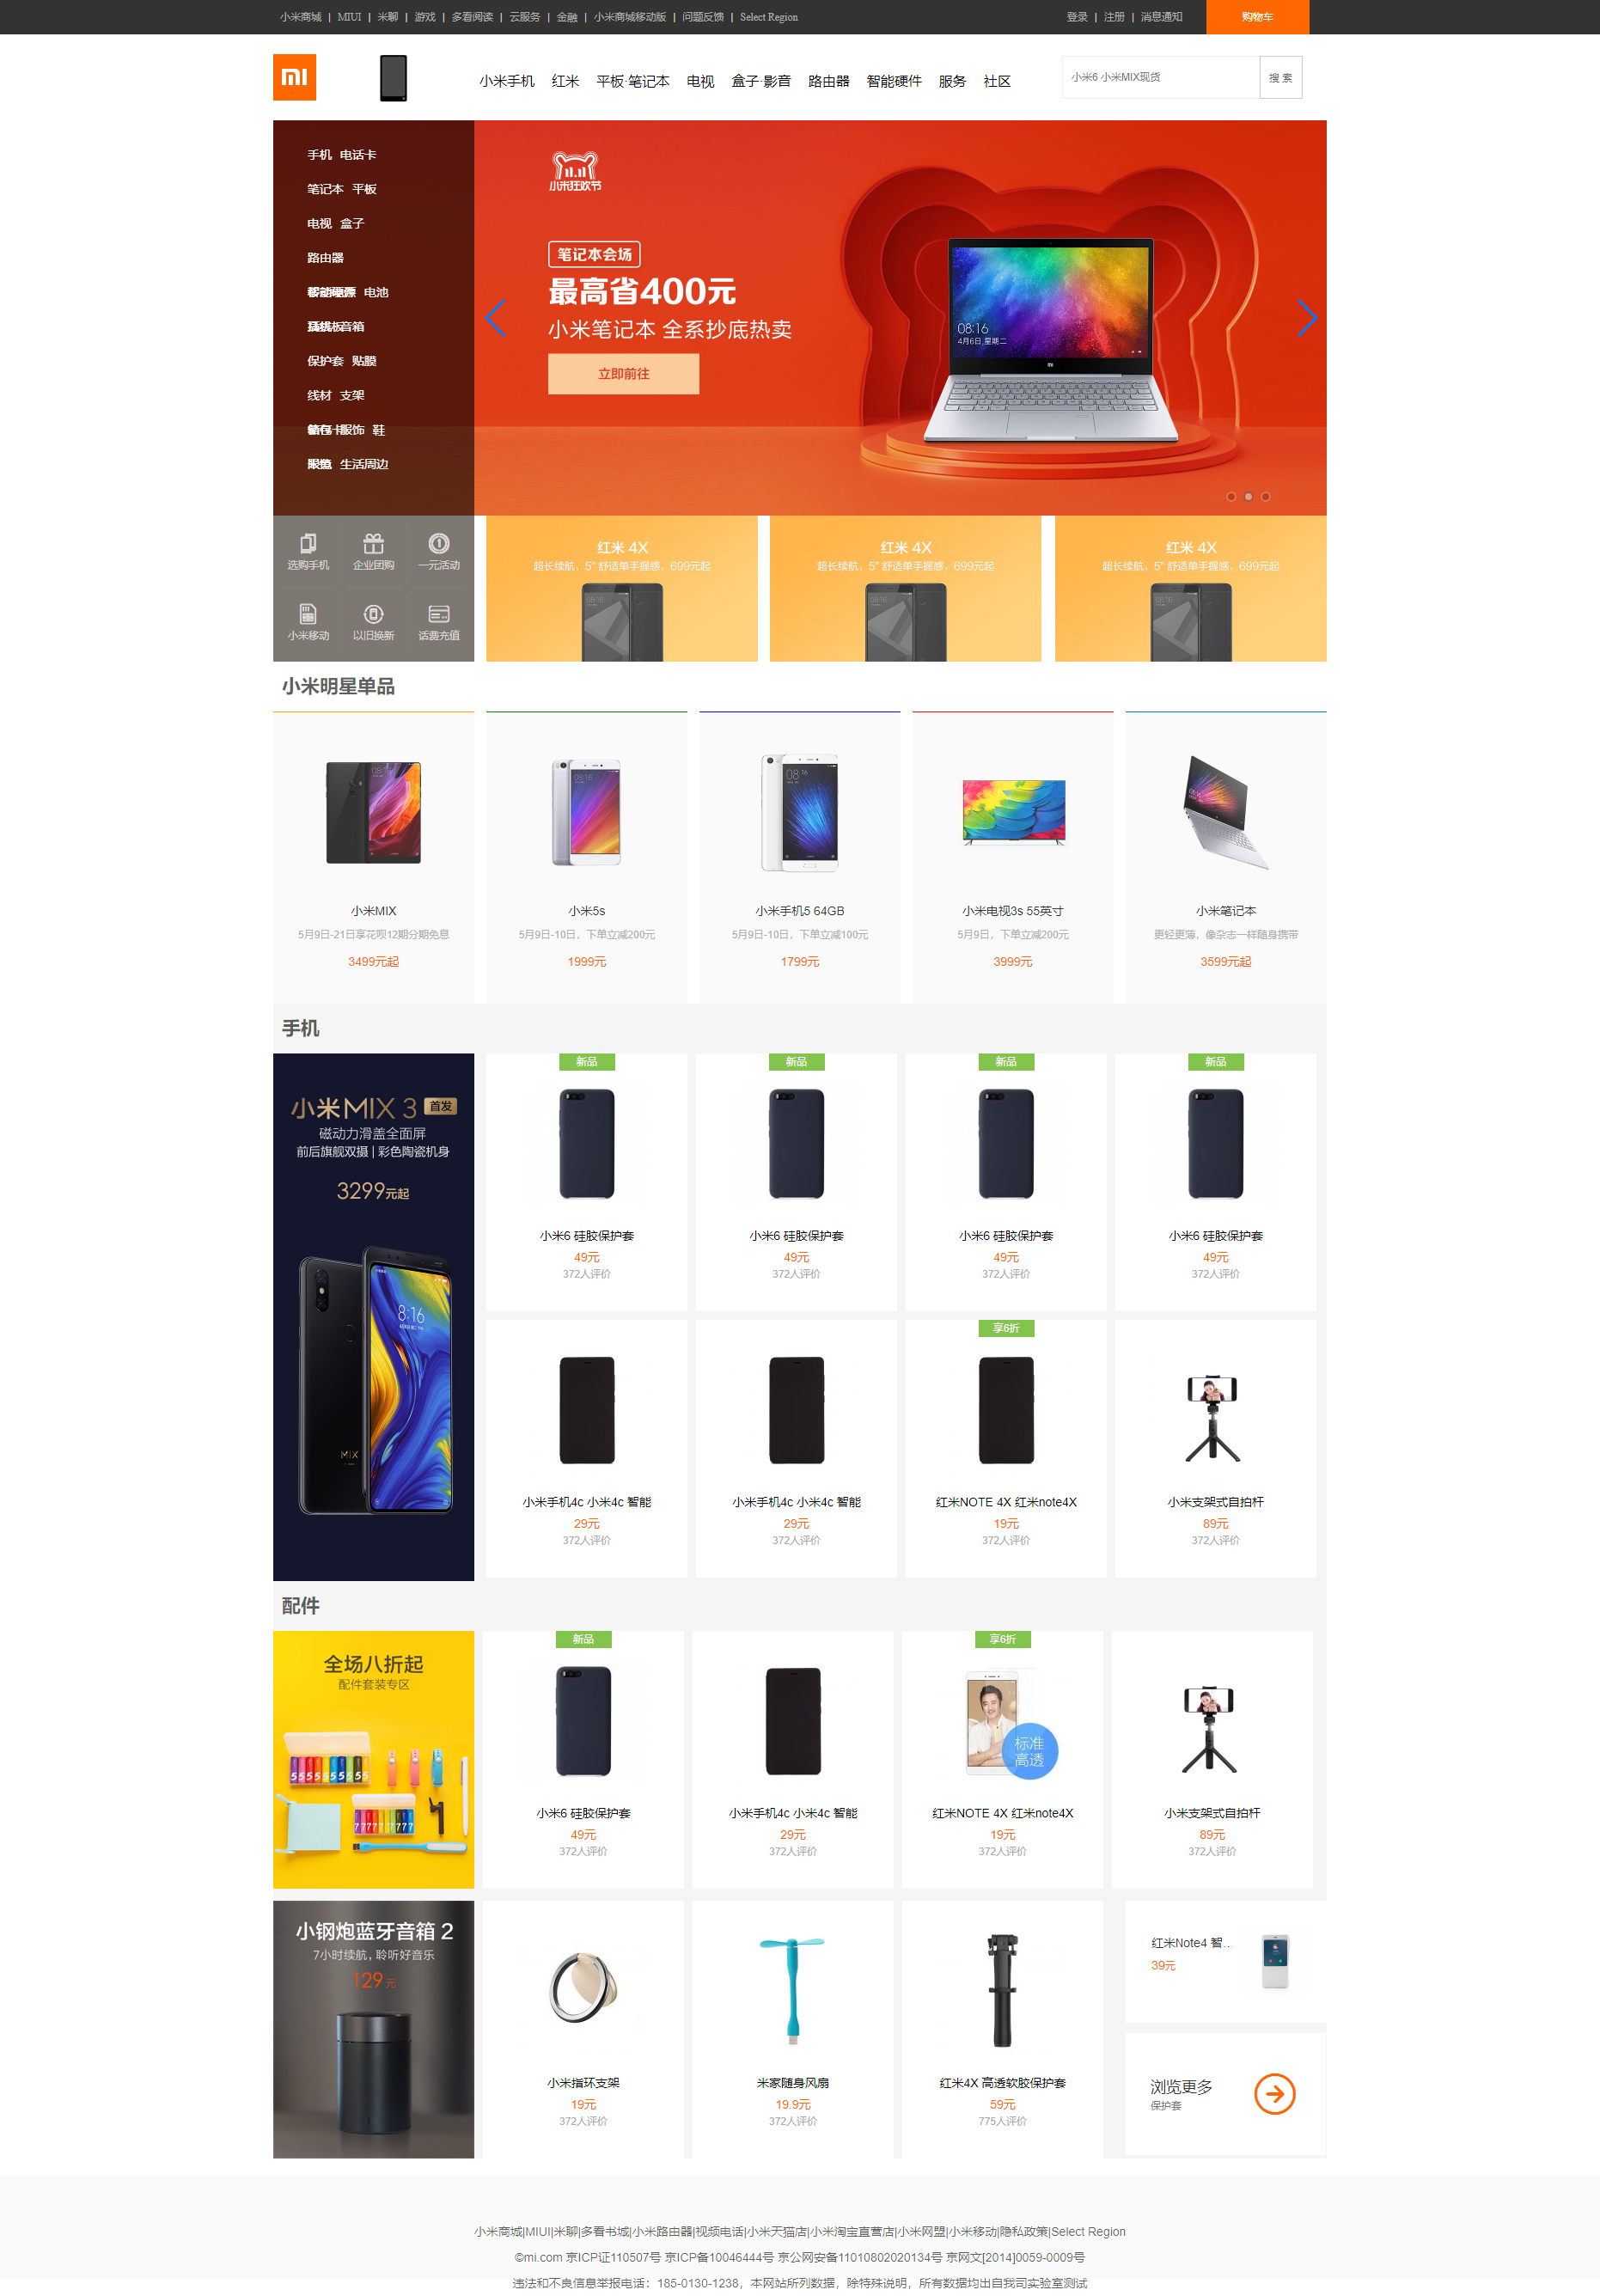 小米商城 | MIUI | 米聊 | 游戏 | 多看阅读 | 云服务 | 金融 | 小米商城移动版 | 问题反馈 | Select Region
登录 | 注册 | 消息通知
购物车
小米手机 红米 平板·笔记本 电视 盒子·影音 路由器 智能硬件 服务 社区
小米6 小米MIX现货
搜 索
手机 电话卡
笔记本 平板
电视 盒子
路由器
电池
音箱
保护套 贴膜
线材 支架
服饰 鞋
生活周边
小米狂欢节
笔记本会场
最高省400元
小米笔记本 全系抄底热卖
立即前往
08:16
4月6日,星期二
选购手机 企业团购 一元活动
小米移动 以旧换新 话费充值
红米 4X
超长续航，5" 舒适单手握感，699元起
红米 4X
超长续航，5" 舒适单手握感，699元起
红米 4X
超长续航，5" 舒适单手握感，699元起
小米明星单品
小米MIX
5月9日-21日享花呗12期分期免息
3499元起
小米5s
5月9日-10日，下单立减200元
1999元
小米手机5 64GB
5月9日-10日，下单立减100元
1799元
小米电视3s 55英寸
5月9日，下单立减200元
3999元
小米笔记本
更轻更薄，像杂志一样随身携带
3599元起
手机
小米MIX 3 首发
磁动力滑盖全面屏
前后旗舰双摄 | 彩色陶瓷机身
3299元起
8:16
MIX
新品
小米6 硅胶保护套
49元
372人评价
新品
小米6 硅胶保护套
49元
372人评价
新品
小米6 硅胶保护套
49元
372人评价
新品
小米6 硅胶保护套
49元
372人评价
小米手机4c 小米4c 智能
29元
372人评价
小米手机4c 小米4c 智能
29元
372人评价
享6折
红米NOTE 4X 红米note4X
19元
372人评价
小米支架式自拍杆
89元
372人评价
配件
全场八折起
配件套装专区
新品
小米6 硅胶保护套
49元
372人评价
小米手机4c 小米4c 智能
29元
372人评价
享6折
标准
高透
红米NOTE 4X 红米note4X
19元
372人评价
小米支架式自拍杆
89元
372人评价
小钢炮蓝牙音箱 2
7小时续航，聆听好音乐
129 元
小米指环支架
19元
372人评价
米家随身风扇
19.9元
372人评价
红米4X 高透软胶保护套
59元
775人评价
红米Note4 智...
39元
浏览更多
保护套
小米商城|MIUI|米聊|多看书城|小米路由器|视频电话|小米天猫店|小米淘宝直营店|小米网盟|小米移动|隐私政策|Select Region
©mi.com 京ICP证110507号 京ICP备10046444号 京公网安备11010802020134号 京网文[2014]0059-0009号
违法和不良信息举报电话：185-0130-1238，本网站所列数据，除特殊说明，所有数据均出自我司实验室测试